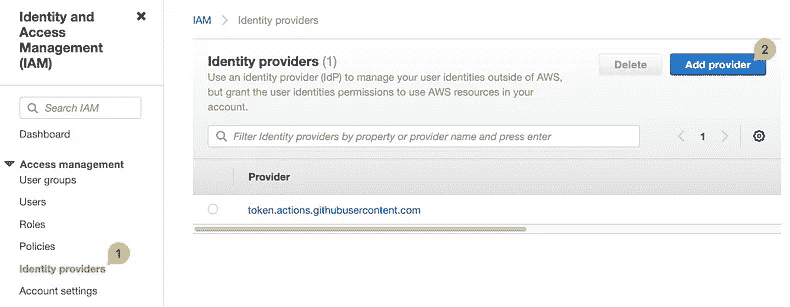 Identity and
Access
Management
(IAM)
Search IAM
Dashboard
Access management
User groups
Users
Roles
Policies
Identity providers
1
Account settings
IAM > Identity providers
Identity providers (1)
Use an identity provider (IdP) to manage your user identities outside of AWS,
but grant the user identities permissions to use AWS resources in your
account.
Delete
Add provider
2
Filter Identity providers by property or provider name and press enter
1
Provider
token.actions.githubusercontent.com